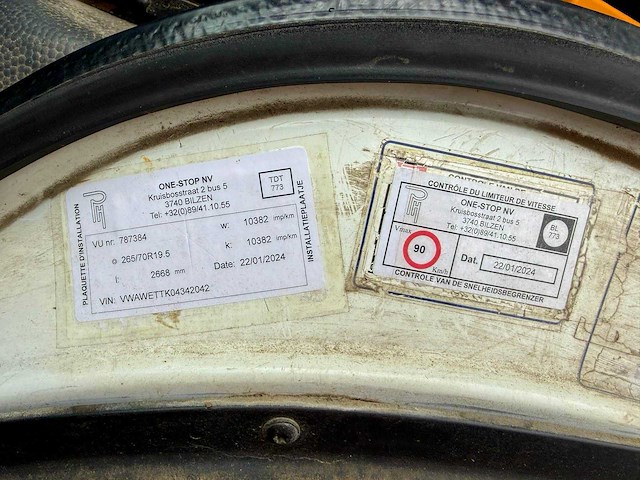 PLAQUETTE D'INSTALLATION
ONE-STOP NV
Kruisbosstraat 2 bus 5
3740 BILZEN
Tel: +32(0)89/41.10.55
TDT
773
VU nr: 787384
w: 10382 imp/km
⌀ 265/70R19.5
k: 10382 imp/km
l: 2668 mm
Date: 22/01/2024
VIN: VWAWETTK04342042
INSTALLATIEPLAATJE
CONTRÔLE DU LIMITEUR DE VITESSE
ONE-STOP NV
Kruisbosstraat 2 bus 5
3740 BILZEN
Tel: +32(0)89/41.10.55
BL
773
Vmax
90
Km/h
Dat. 22/01/2024
CONTROLE VAN DE SNELHEIDSBEGRENZER